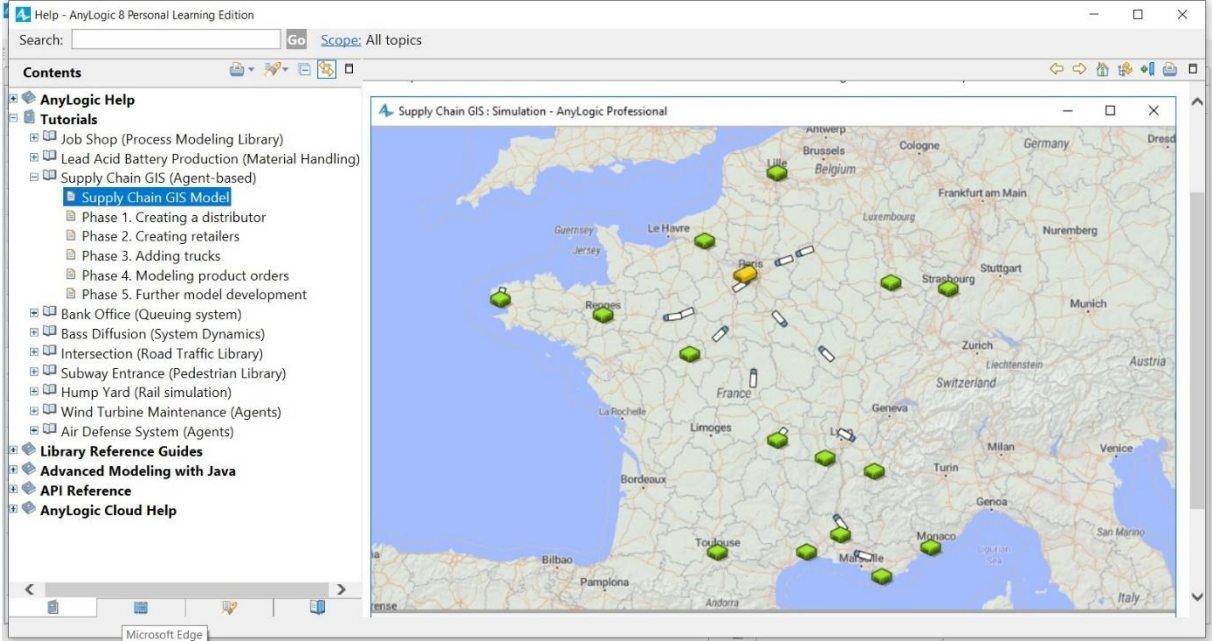 Help - AnyLogic 8 Personal Learning Edition
Search:
Go
Scope: All topics
Contents
AnyLogic Help
Tutorials
Job Shop (Process Modeling Library)
Lead Acid Battery Production (Material Handling)
Supply Chain GIS (Agent-based)
Supply Chain GIS Model
Phase 1. Creating a distributor
Phase 2. Creating retailers
Phase 3. Adding trucks
Phase 4. Modeling product orders
Phase 5. Further model development
Bank Office (Queuing system)
Bass Diffusion (System Dynamics)
Intersection (Road Traffic Library)
Subway Entrance (Pedestrian Library)
Hump Yard (Rail simulation)
Wind Turbine Maintenance (Agents)
Air Defense System (Agents)
Library Reference Guides
Advanced Modeling with Java
API Reference
AnyLogic Cloud Help
Microsoft Edge
Supply Chain GIS : Simulation - AnyLogic Professional
Antwerp
Brussels
Cologne
Germany
Dresd
Lille
Belgium
Frankfurt am Main
Luxembourg
Guernsey
Le Havre
Nuremberg
Jersey
Paris
Stuttgart
Strasbourg
Rennes
Munich
Zurich
Liechtenstein
Austria
Switzerland
France
La Rochelle
Geneva
Limoges
Milan
Venice
Turin
Bordeaux
Genoa
San Marino
Toulouse
Monaco
Ligurian
Sea
Bilbao
Marseille
Pamplona
Andorra
Italy
ense